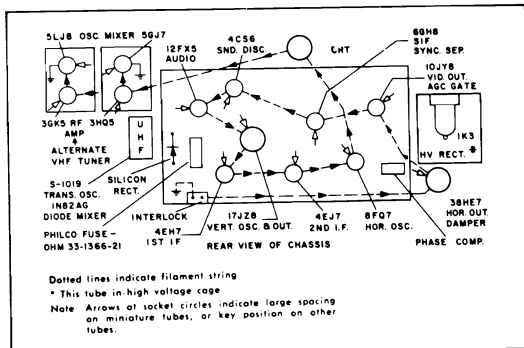 5LJ8 OSC. MIXER 5GJ7
12FX5
AUDIO
4CS6
SND. DISC.
CRT
6GH8
SIF
SYNC. SEP.
10JY8
VID. OUT.
AGC GATE
3GK5 RF 3HQ5
AMP
ALTERNATE
VHF TUNER
U
H
F
1K3
HV RECT. *
S-1019
TRANS. OSC.
IN82AG
DIODE MIXER
SILICON
RECT.
INTERLOCK
PHILCO FUSE-
OHM 33-1366-21
4EH7
1ST IF
17JZ8
VERT. OSC. & OUT.
4EJ7
2ND I.F.
8FQ7
HOR. OSC.
38HE7
HOR. OUT.
DAMPER
PHASE COMP.
REAR VIEW OF CHASSIS
Dotted lines indicate filament string
* This tube in high voltage cage
Note: Arrows at socket circles indicate large spacing
on miniature tubes, or key position on other
tubes.